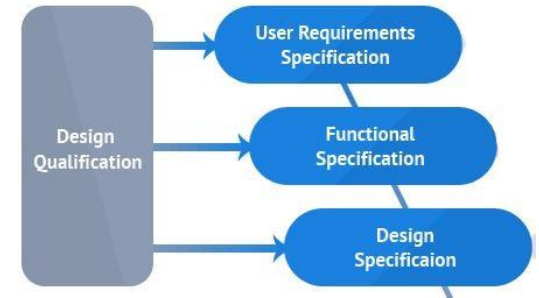 User Requirements
Specification
Design
Qualification
Functional
Specification
Design
Specificaion